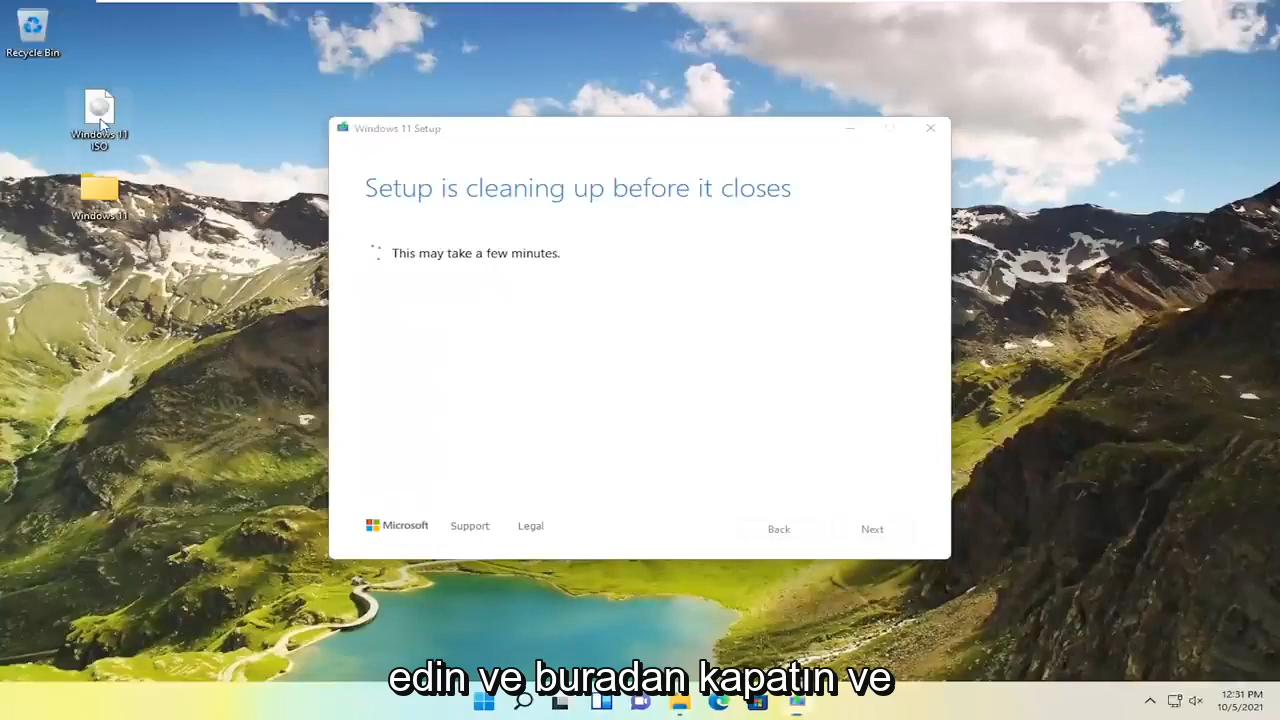 Recycle Bin
Windows 11
ISO
Windows 11
Windows 11 Setup
Setup is cleaning up before it closes
This may take a few minutes.
Microsoft
Support
Legal
Back
Next
edin ve buradan kapatın ve
12:31 PM
10/5/2021